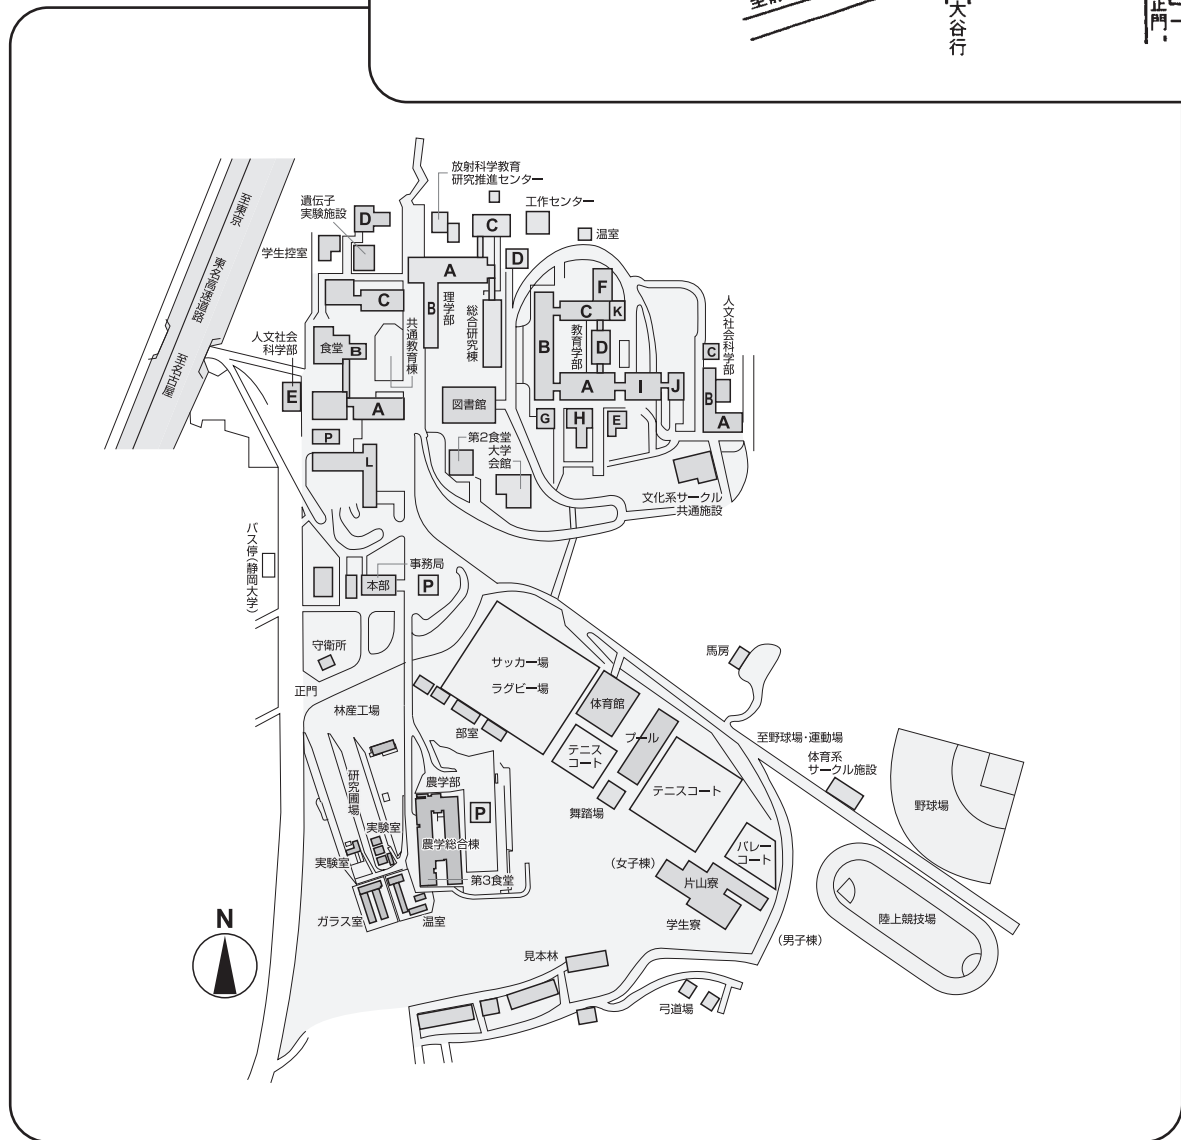 大谷行
正門
放射科学教育
研究推進センター
遺伝子
実験施設
工作センター
D
C
至東京
学生控室
温室
D
A
東名高速道路
F
C
B
理学部
総合研究棟
C
K
人文社会科学部
共通教育棟
人文社会
科学部
食堂
B
教育学部
B
D
C
至名古屋
E
A
図書館
A
I
J
B
G
H
E
A
P
第2食堂
大学
会館
L
文化系サークル
共通施設
バス停(静岡大学)
事務局
本部
P
守衛所
サッカー場
馬房
正門
ラグビー場
林産工場
体育館
部室
プール
至野球場・運動場
テニス
コート
体育系
サークル施設
研究圃場
農学部
テニスコート
野球場
P
舞踏場
実験室
農学総合棟
バレー
コート
実験室
(女子棟)
第3食堂
片山寮
N
ガラス室
温室
学生寮
陸上競技場
(男子棟)
見本林
弓道場